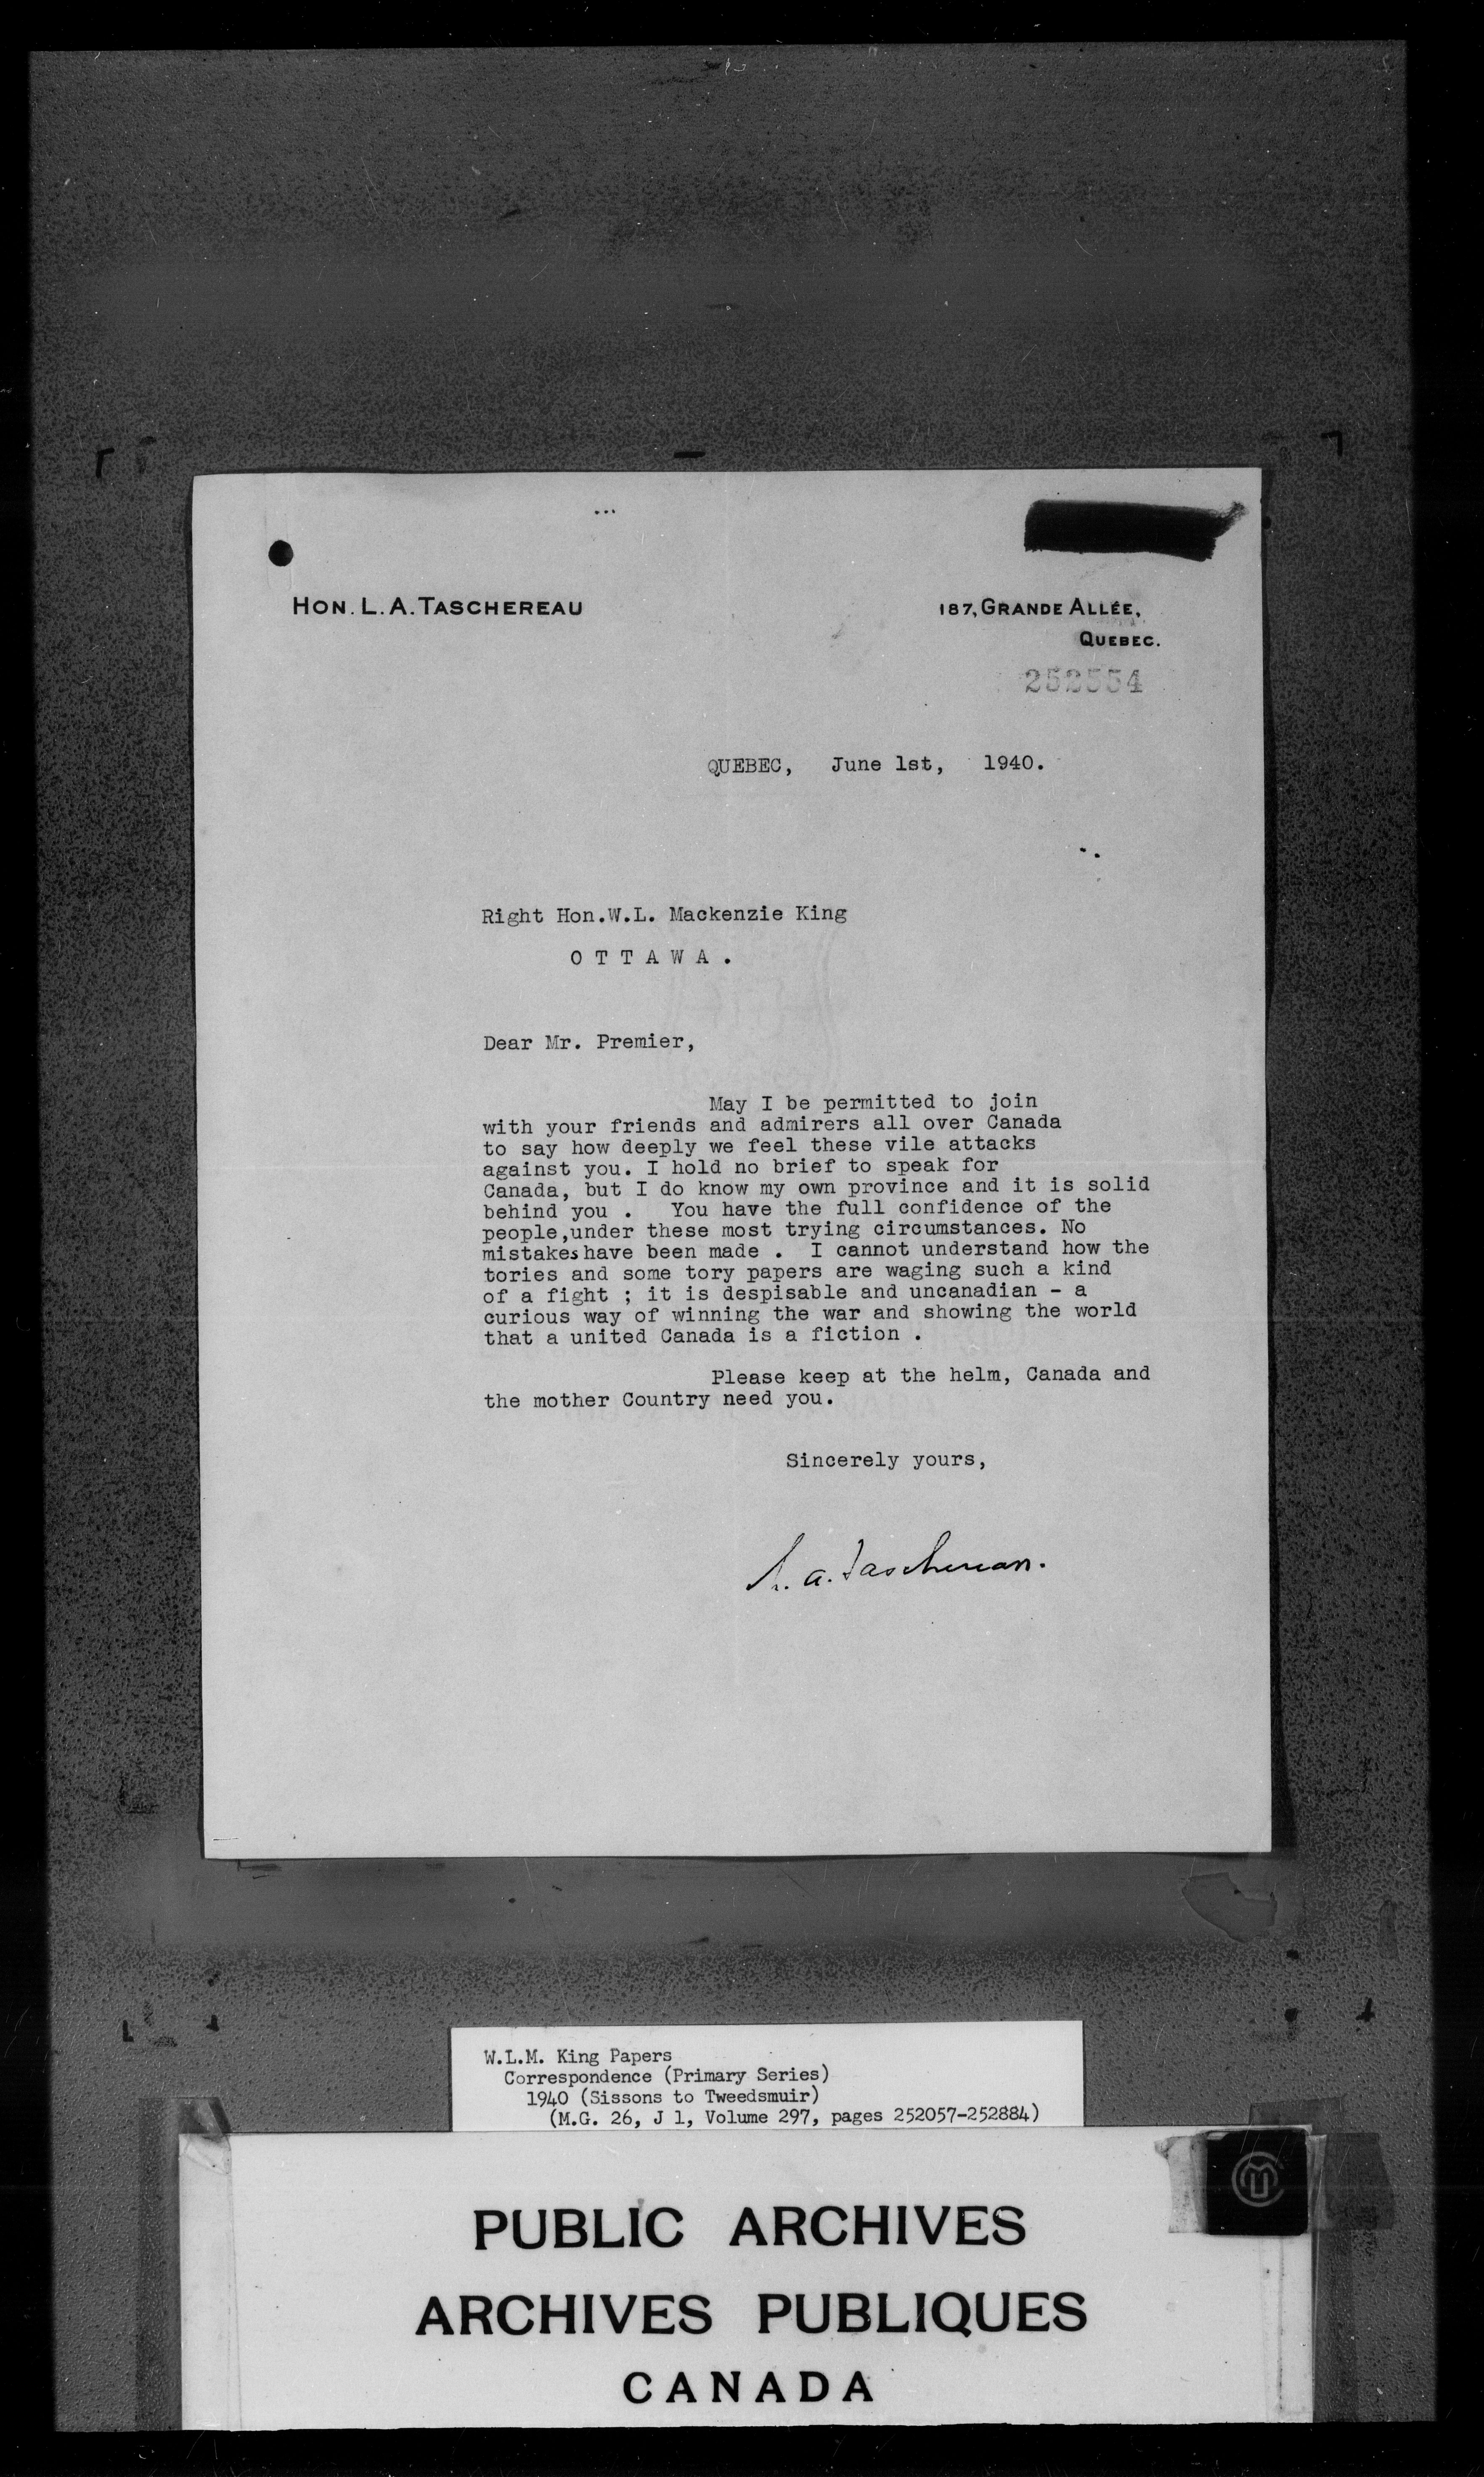 HON. L. A. TASCHEREAU
187, GRANDE ALLÉE,
QUEBEC.
252554
QUEBEC, June 1st, 1940.
Right Hon.W.L. Mackenzie King
O T T A W A .
Dear Mr. Premier,
May I be permitted to join
with your friends and admirers all over Canada
to say how deeply we feel these vile attacks
against you. I hold no brief to speak for
Canada, but I do know my own province and it is solid
behind you . You have the full confidence of the
people,under these most trying circumstances. No
mistakes have been made . I cannot understand how the
tories and some tory papers are waging such a kind
of a fight ; it is despisable and uncanadian - a
curious way of winning the war and showing the world
that a united Canada is a fiction .
Please keep at the helm, Canada and
the mother Country need you.
Sincerely yours,
L. A. Taschereau.
W.L.M. King Papers
Correspondence (Primary Series)
1940 (Sissons to Tweedsmuir)
(M.G. 26, J 1, Volume 297, pages 252057-252884)
PUBLIC ARCHIVES
ARCHIVES PUBLIQUES
CANADA